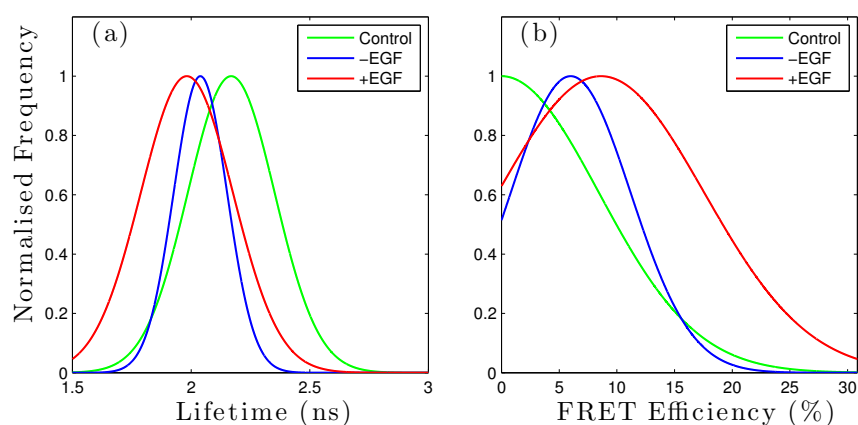 (a)
Control
−EGF
+EGF
Normalised Frequency
1
0.8
0.6
0.4
0.2
0
1.5 2 2.5 3
Lifetime (ns)
(b)
Control
−EGF
+EGF
1
0.8
0.6
0.4
0.2
0
0 5 10 15 20 25 30
FRET Efficiency (%)